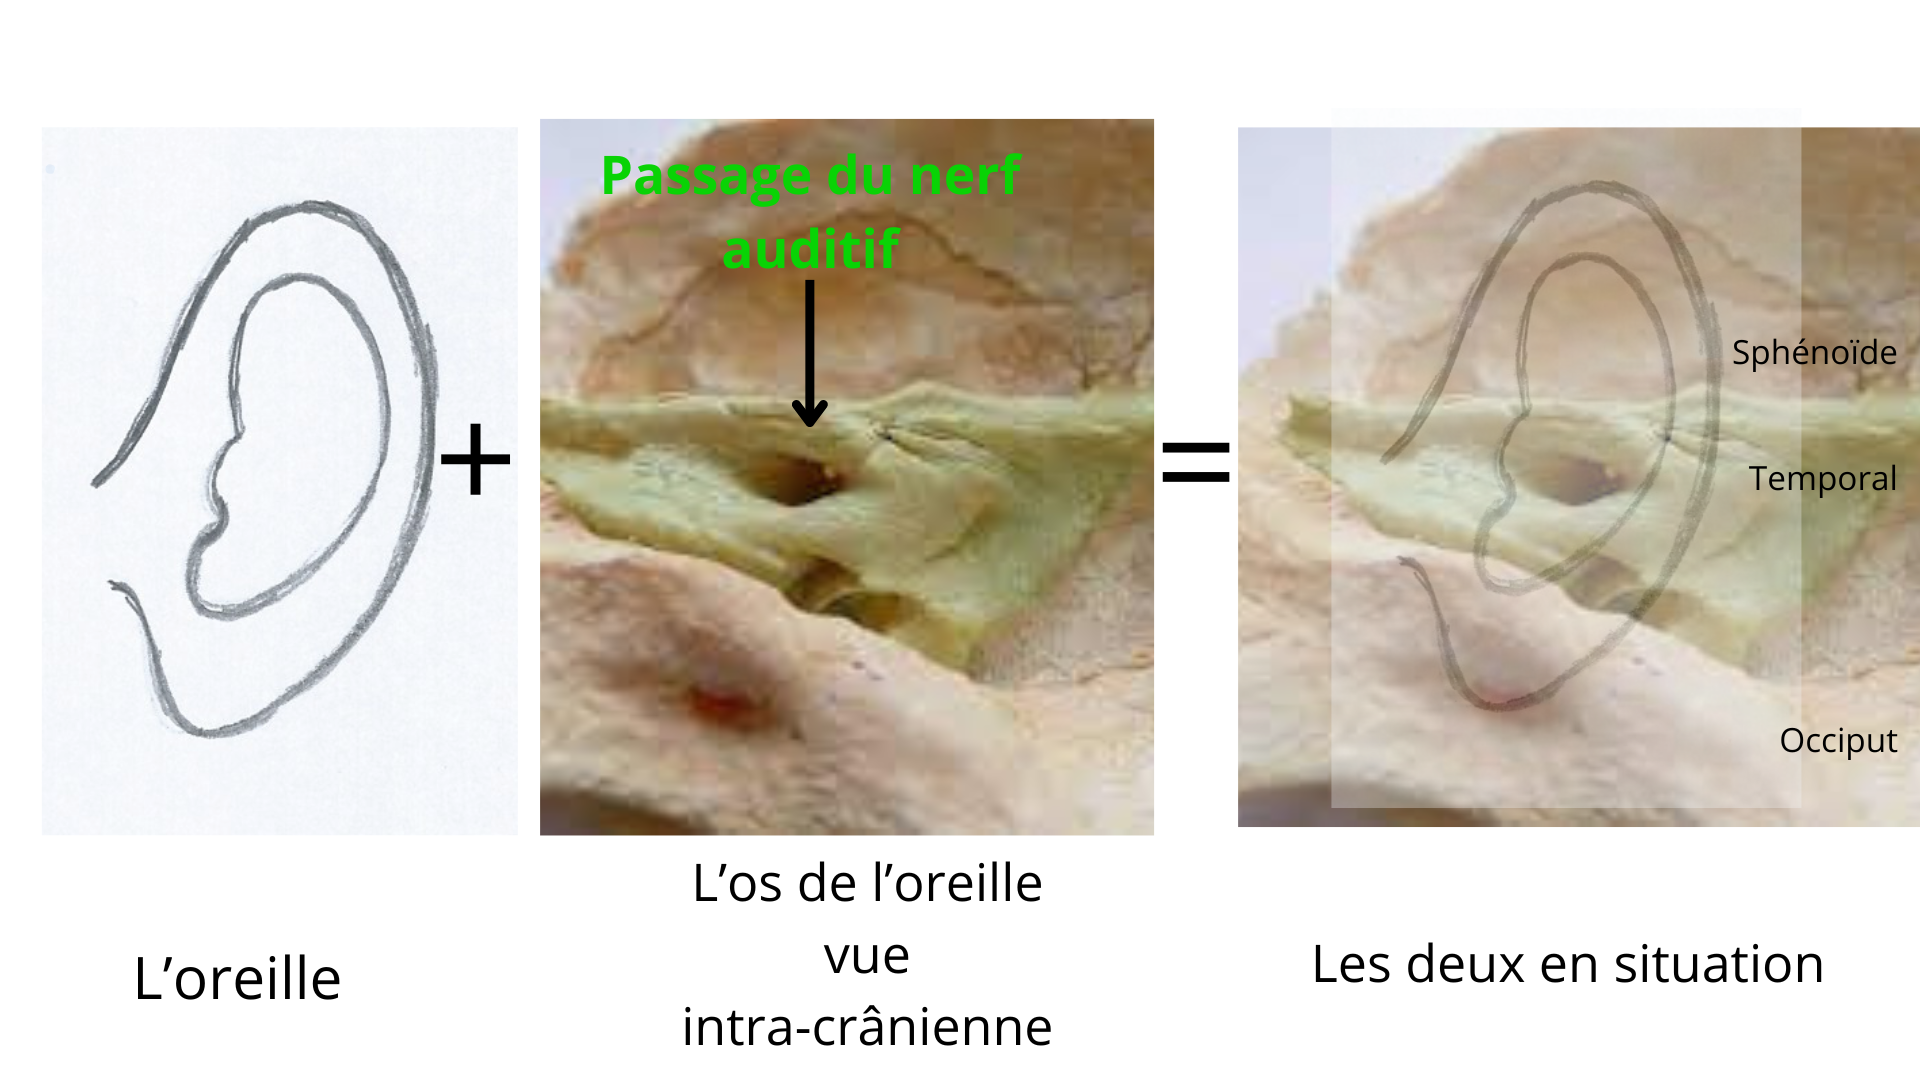 Passage du nerf
auditif
+
=
Sphénoïde
Temporal
Occiput
L’oreille
L’os de l’oreille
vue
intra-crânienne
Les deux en situation